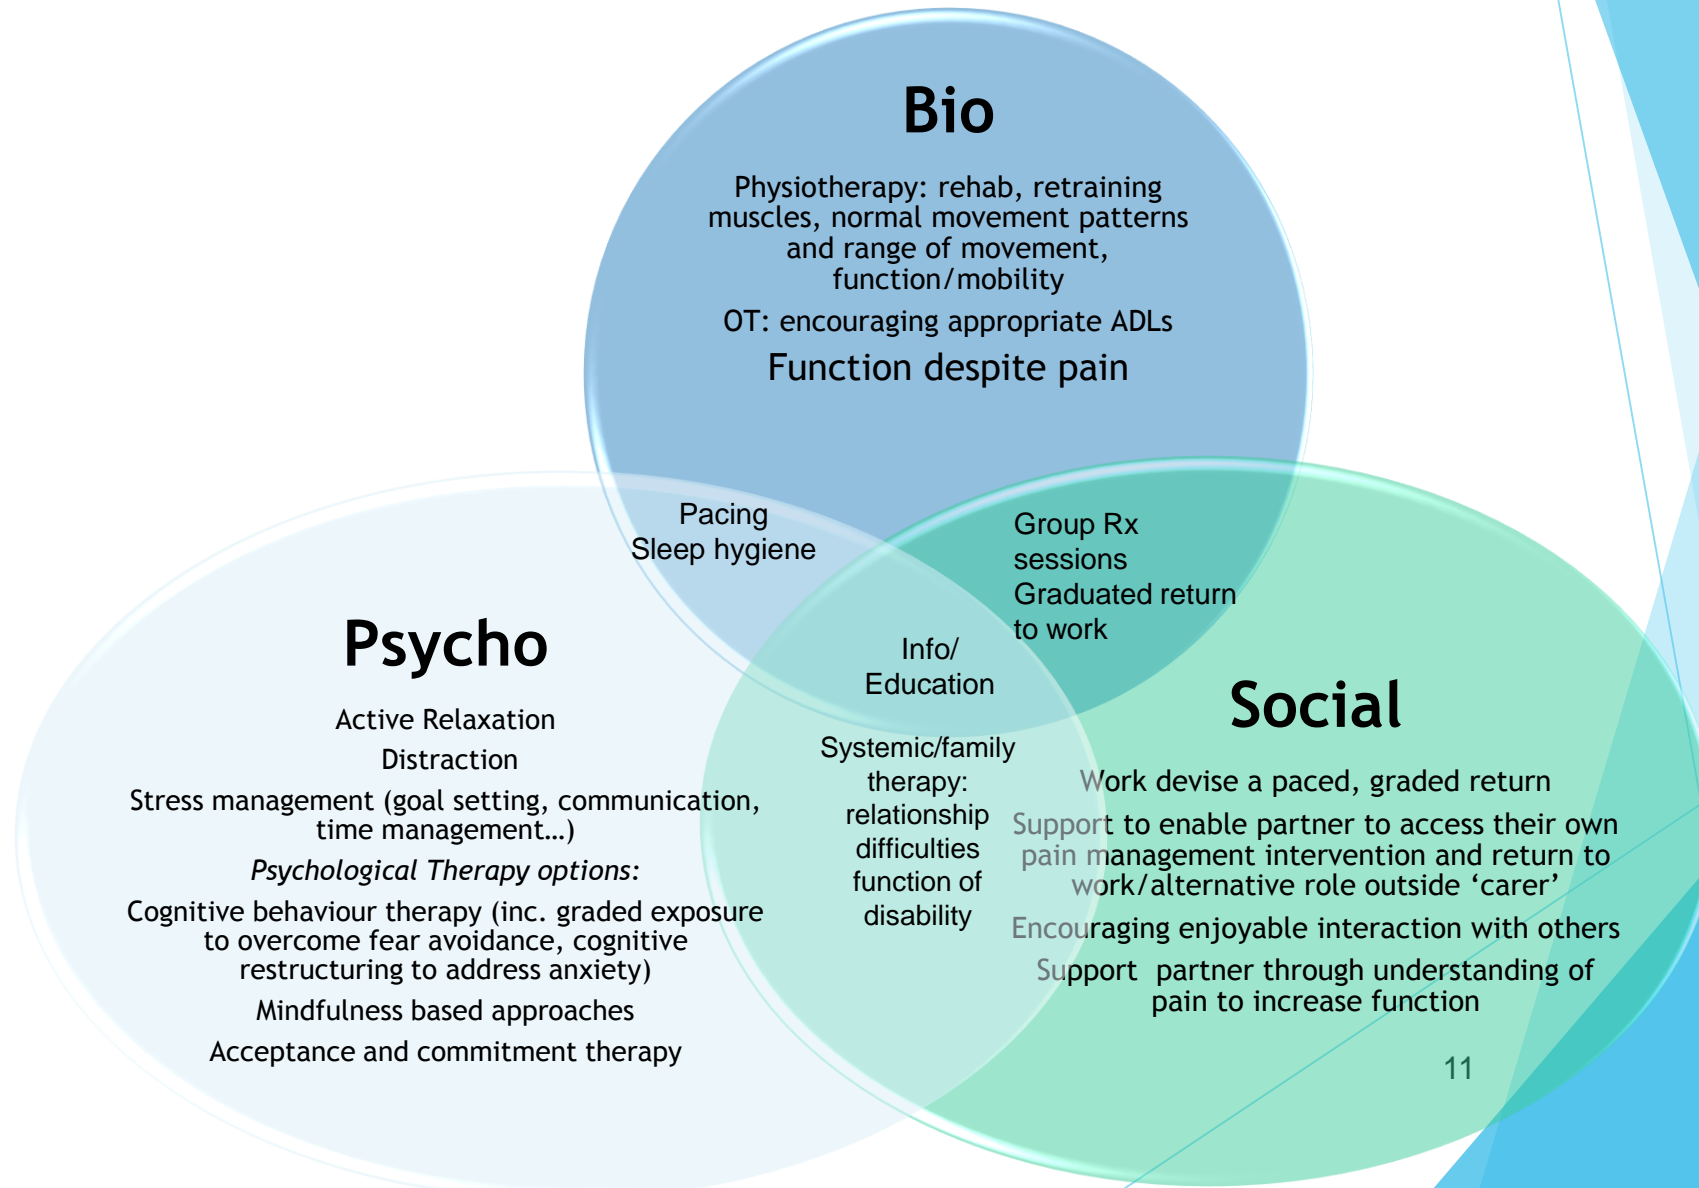 Bio
Physiotherapy: rehab, retraining
muscles, normal movement patterns
and range of movement,
function/mobility
OT: encouraging appropriate ADLs
Function despite pain
Pacing
Sleep hygiene
Group Rx
sessions
Graduated return
to work
Info/
Education
Systemic/family
therapy:
relationship
difficulties
function of
disability
Psycho
Active Relaxation
Distraction
Stress management (goal setting, communication,
time management…)
Psychological Therapy options:
Cognitive behaviour therapy (inc. graded exposure
to overcome fear avoidance, cognitive
restructuring to address anxiety)
Mindfulness based approaches
Acceptance and commitment therapy
Social
Work devise a paced, graded return
Support to enable partner to access their own
pain management intervention and return to
work/alternative role outside ‘carer’
Encouraging enjoyable interaction with others
Support  partner through understanding of
pain to increase function
11